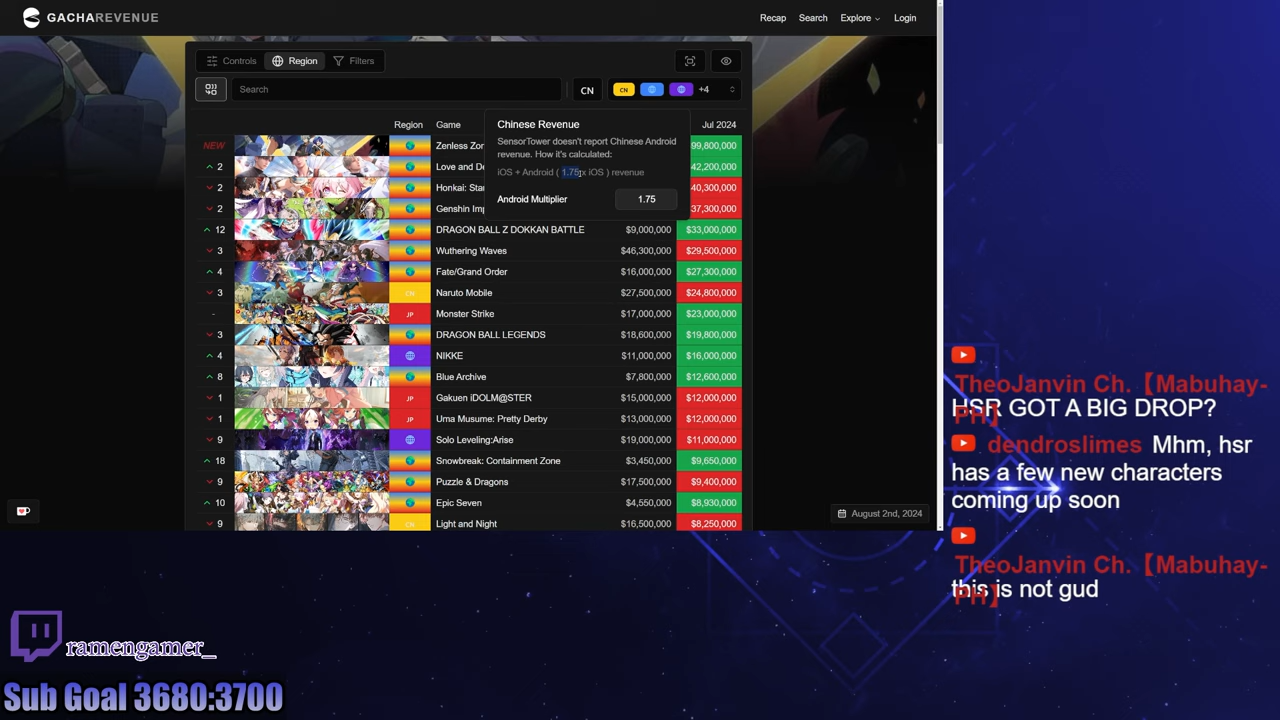 GACHAREVENUE
Recap Search Explore Login
Controls Region Filters
Search CN CN +4
Region Game Jul 2024
Chinese Revenue
SensorTower doesn't report Chinese Android
revenue. How it's calculated:
iOS + Android ( 1.75 x iOS ) revenue
Android Multiplier 1.75
NEW Zenless Zon 99,800,000
2 Love and De 42,200,000
2 Honkai: Star 40,300,000
2 Genshin Imp 37,300,000
12 DRAGON BALL Z DOKKAN BATTLE $9,000,000 $33,000,000
3 Wuthering Waves $46,300,000 $29,500,000
4 Fate/Grand Order $16,000,000 $27,300,000
3 CN Naruto Mobile $27,500,000 $24,800,000
- JP Monster Strike $17,000,000 $23,000,000
3 DRAGON BALL LEGENDS $18,600,000 $19,800,000
4 NIKKE $11,000,000 $16,000,000
8 Blue Archive $7,800,000 $12,600,000
1 JP Gakuen iDOLM@STER $15,000,000 $12,000,000
1 JP Uma Musume: Pretty Derby $13,000,000 $12,000,000
9 Solo Leveling:Arise $19,000,000 $11,000,000
18 Snowbreak: Containment Zone $3,450,000 $9,650,000
9 Puzzle & Dragons $17,500,000 $9,400,000
10 Epic Seven $4,550,000 $8,930,000
9 CN Light and Night $16,500,000 $8,250,000
August 2nd, 2024
TheoJanvin Ch.【Mabuhay-
PH】
HSR GOT A BIG DROP?
dendroslimes Mhm, hsr
has a few new characters
coming up soon
TheoJanvin Ch.【Mabuhay-
PH】
this is not gud
ramengamer_
Sub Goal 3680:3700